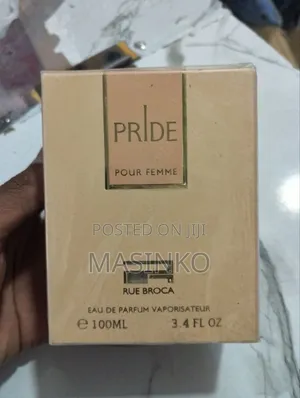 PRIDE
POUR FEMME
POSTED ON JIJI
MASINKO
RUE BROCA
EAU DE PARFUM VAPORISATEUR
℮ 100ML 3.4 FL OZ